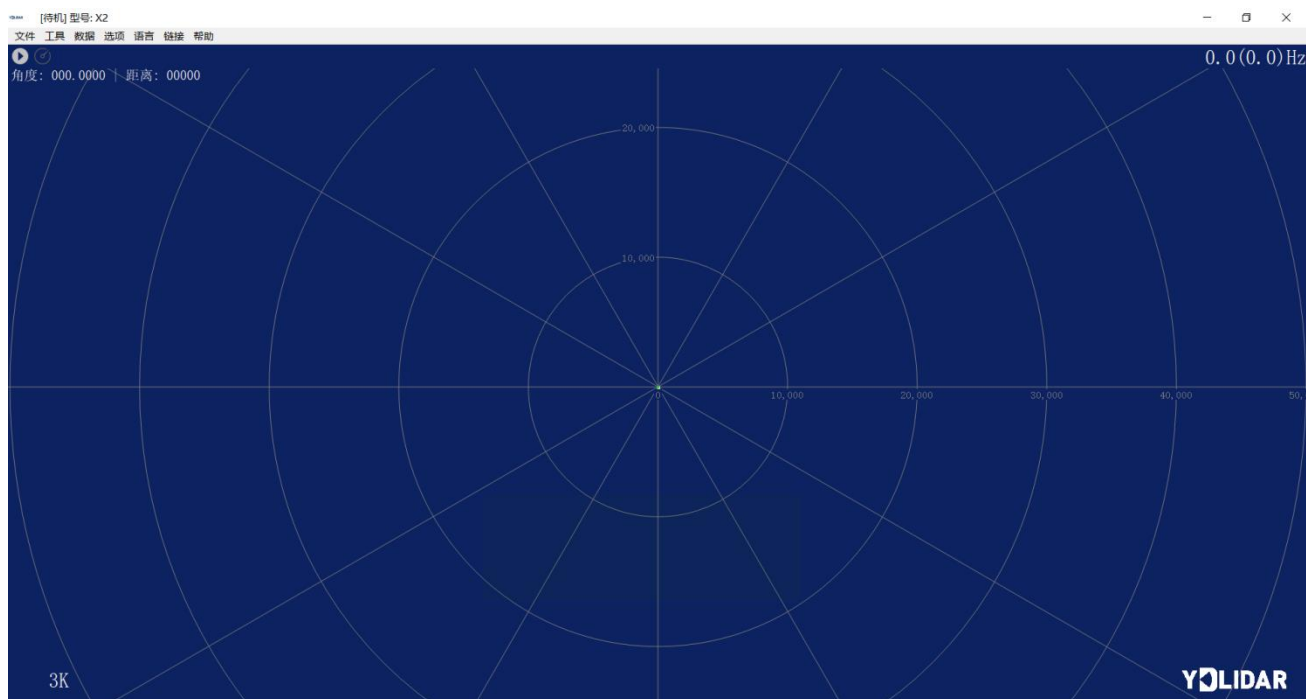 YDLIDAR [待机] 型号: X2
文件 工具 数据 选项 语言 链接 帮助
0.0(0.0)Hz
角度: 000.0000 | 距离: 00000
20,000
10,000
0 10,000 20,000 30,000 40,000 50,
3K
YDLIDAR